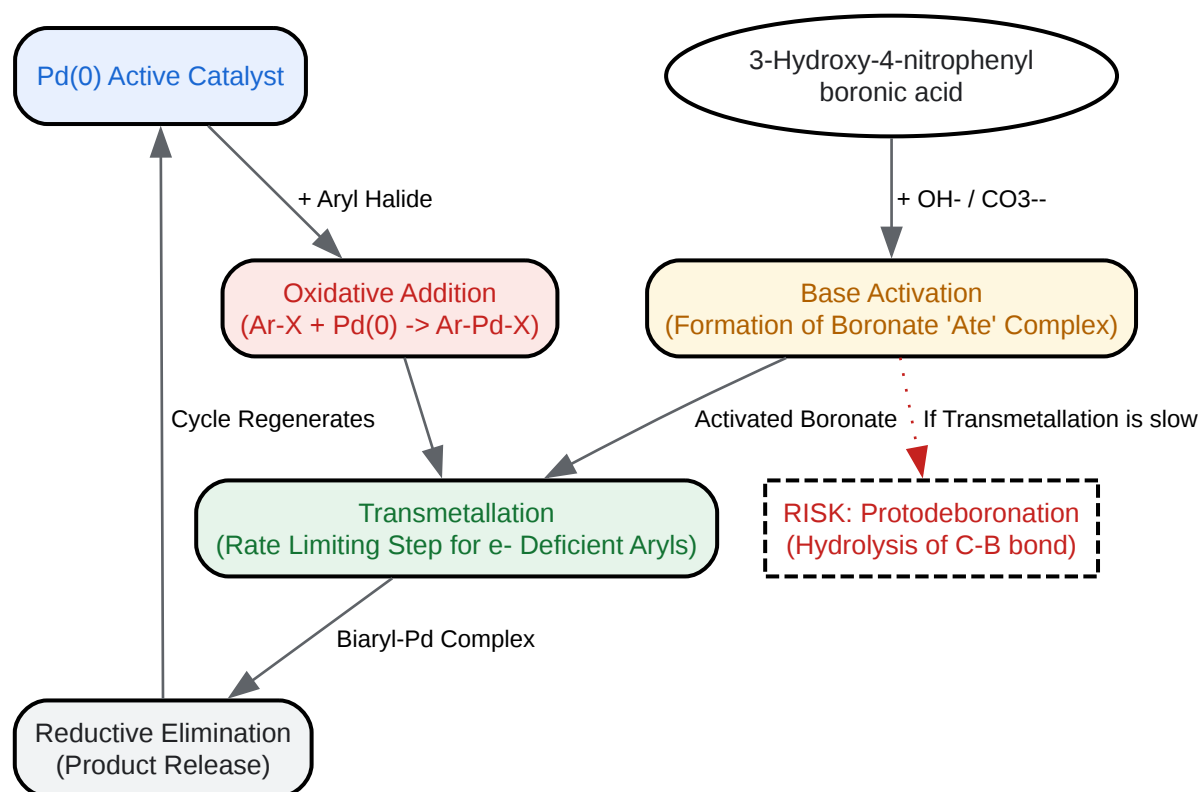 Pd(0) Active Catalyst
3-Hydroxy-4-nitrophenyl
boronic acid
+ Aryl Halide
+ OH- / CO3--
Oxidative Addition
(Ar-X + Pd(0) -> Ar-Pd-X)
Base Activation
(Formation of Boronate 'Ate' Complex)
Cycle Regenerates
Activated Boronate
If Transmetallation is slow
Transmetallation
(Rate Limiting Step for e- Deficient Aryls)
RISK: Protodeboronation
(Hydrolysis of C-B bond)
Biaryl-Pd Complex
Reductive Elimination
(Product Release)